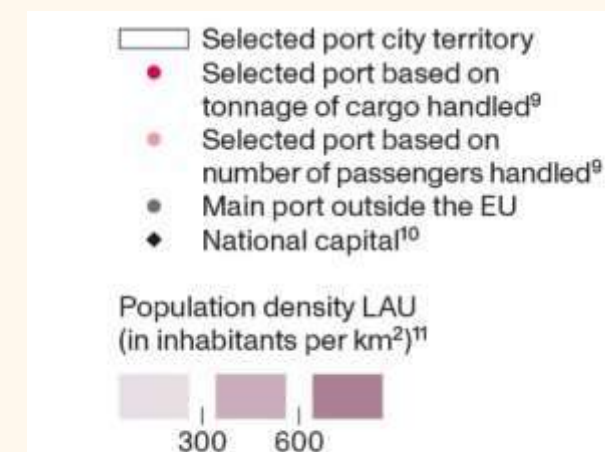 Selected port city territory
Selected port based on
tonnage of cargo handled⁹
Selected port based on
number of passengers handled⁹
Main port outside the EU
National capital¹⁰
Population density LAU
(in inhabitants per km²)¹¹
300 600